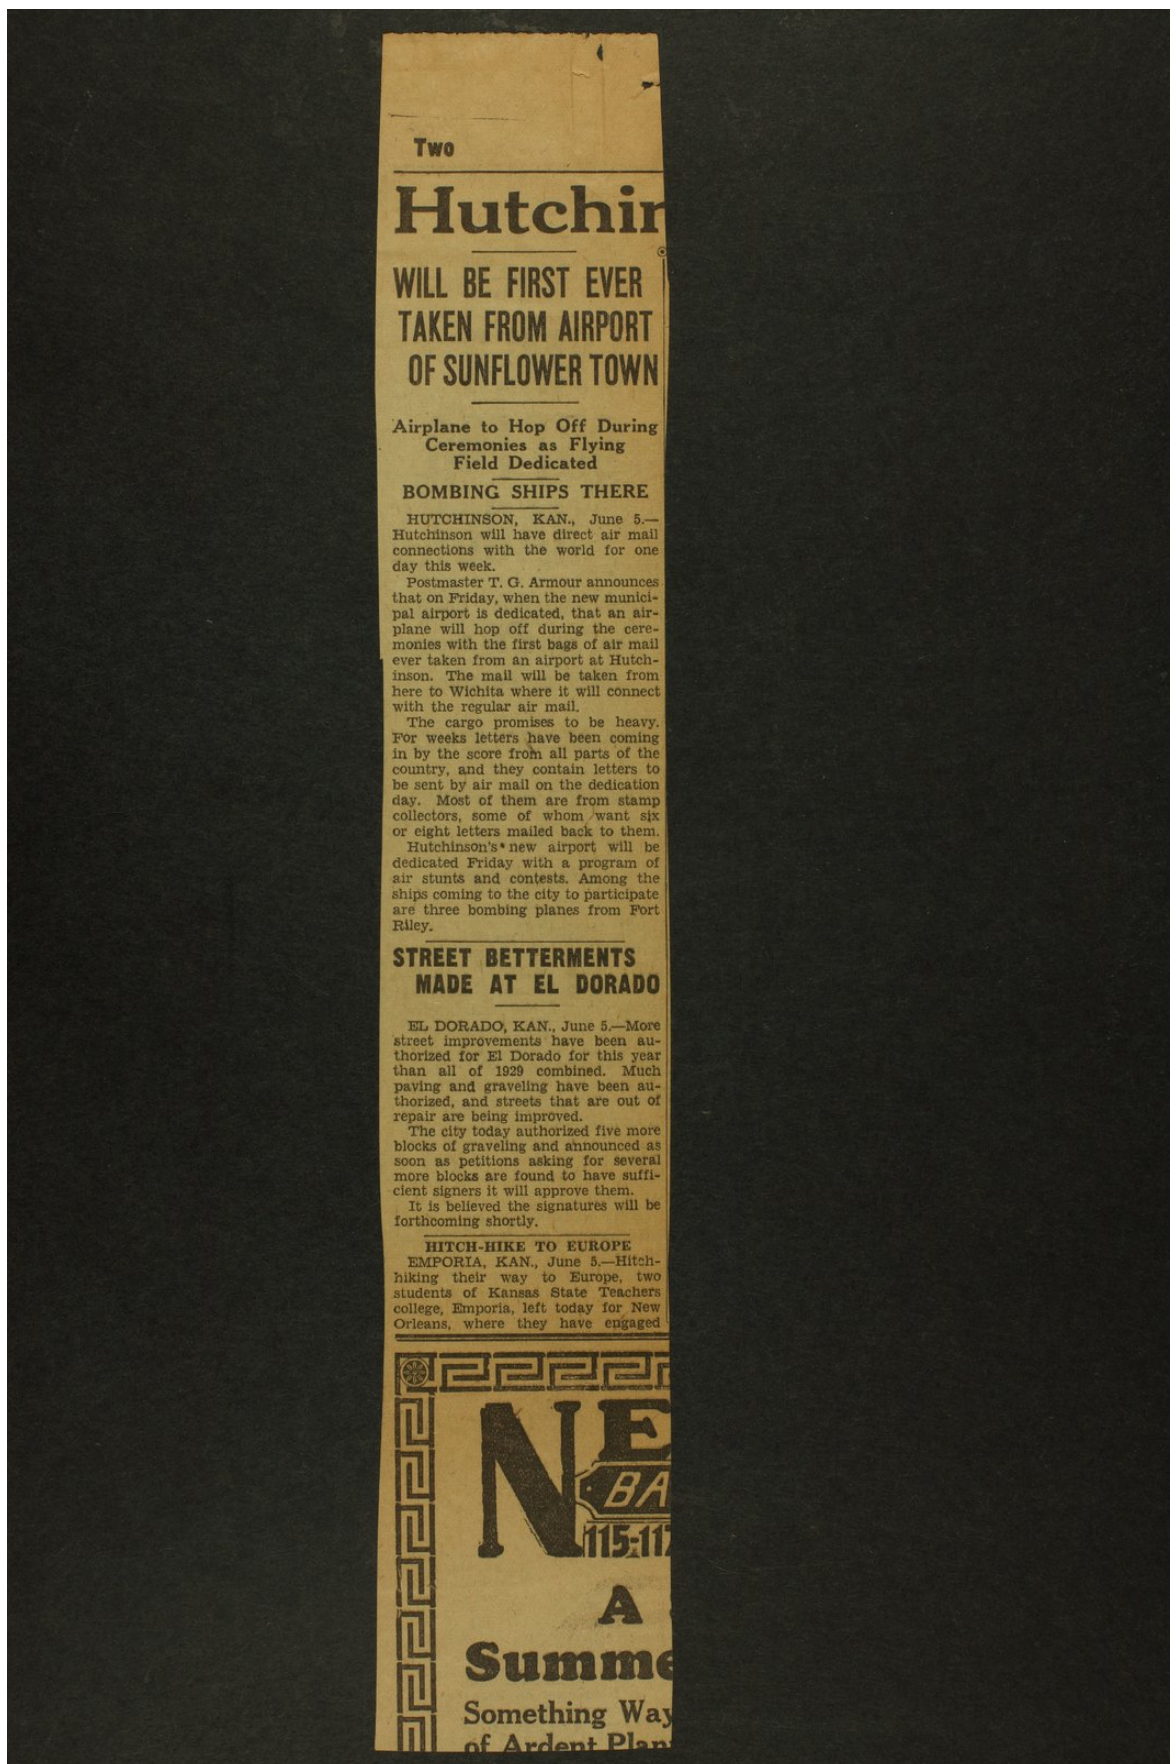 Two
Hutchin
WILL BE FIRST EVER
TAKEN FROM AIRPORT
OF SUNFLOWER TOWN
Airplane to Hop Off During
Ceremonies as Flying
Field Dedicated
BOMBING SHIPS THERE
HUTCHINSON, KAN., June 5.—
Hutchinson will have direct air mail
connections with the world for one
day this week.
Postmaster T. G. Armour announces
that on Friday, when the new munici-
pal airport is dedicated, that an air-
plane will hop off during the cere-
monies with the first bags of air mail
ever taken from an airport at Hutch-
inson. The mail will be taken from
here to Wichita where it will connect
with the regular air mail.
The cargo promises to be heavy.
For weeks letters have been coming
in by the score from all parts of the
country, and they contain letters to
be sent by air mail on the dedication
day. Most of them are from stamp
collectors, some of whom want six
or eight letters mailed back to them.
Hutchinson's new airport will be
dedicated Friday with a program of
air stunts and contests. Among the
ships coming to the city to participate
are three bombing planes from Fort
Riley.
STREET BETTERMENTS
MADE AT EL DORADO
EL DORADO, KAN., June 5.—More
street improvements have been au-
thorized for El Dorado for this year
than all of 1929 combined. Much
paving and graveling have been au-
thorized, and streets that are out of
repair are being improved.
The city today authorized five more
blocks of graveling and announced as
soon as petitions asking for several
more blocks are found to have suffi-
cient signers it will approve them.
It is believed the signatures will be
forthcoming shortly.
HITCH-HIKE TO EUROPE
EMPORIA, KAN., June 5.—Hitch-
hiking their way to Europe, two
students of Kansas State Teachers
college, Emporia, left today for New
Orleans, where they have engaged
NE
BA
115-117
A
Summe
Something Way
of Ardent Plan